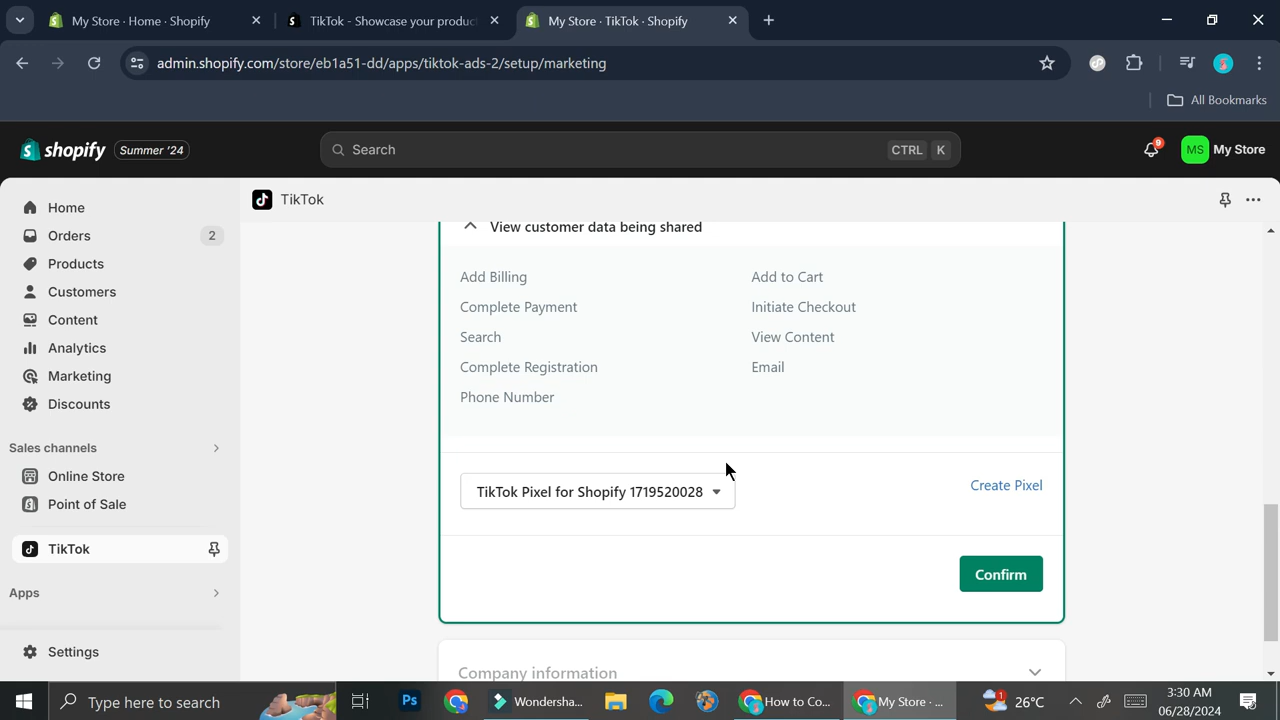 My Store · Home · Shopify
TikTok - Showcase your produc
My Store · TikTok · Shopify
admin.shopify.com/store/eb1a51-dd/apps/tiktok-ads-2/setup/marketing
All Bookmarks
shopify
Summer '24
Search
CTRL K
9
MS
My Store
TikTok
Home
Orders
2
Products
Customers
Content
Analytics
Marketing
Discounts
Sales channels
Online Store
Point of Sale
TikTok
Apps
Settings
View customer data being shared
Add Billing
Add to Cart
Complete Payment
Initiate Checkout
Search
View Content
Complete Registration
Email
Phone Number
TikTok Pixel for Shopify 1719520028
Create Pixel
Confirm
Company information
Type here to search
Ps
Wondersha...
How to Co...
My Store · ...
1
26°C
3:30 AM
06/28/2024